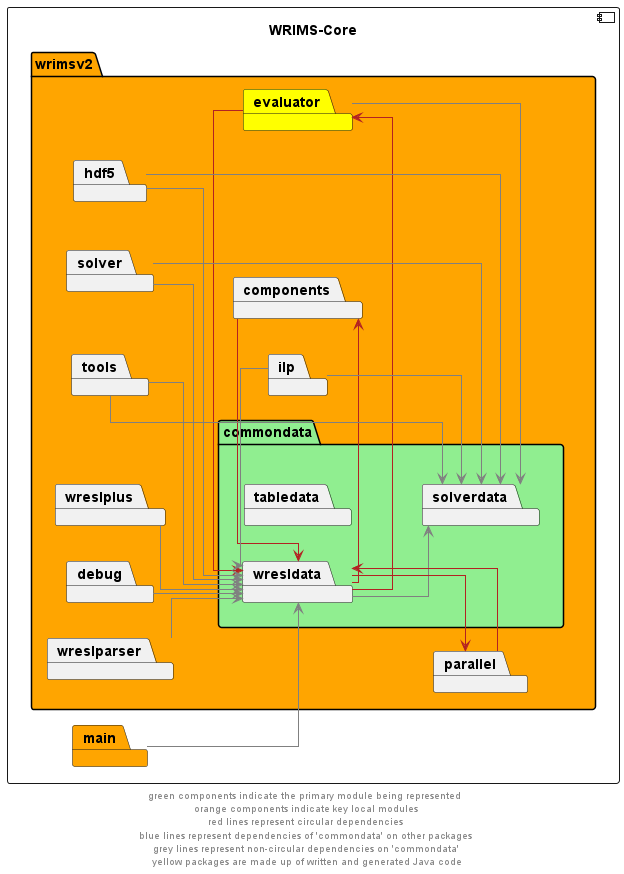 WRIMS-Core
wrimsv2
evaluator
hdf5
solver
components
tools
ilp
commondata
wreslplus
tabledata
solverdata
debug
wresldata
wreslparser
parallel
main
green components indicate the primary module being represented
orange components indicate key local modules
red lines represent circular dependencies
blue lines represent dependencies of 'commondata' on other packages
grey lines represent non-circular dependencies on 'commondata'
yellow packages are made up of written and generated Java code